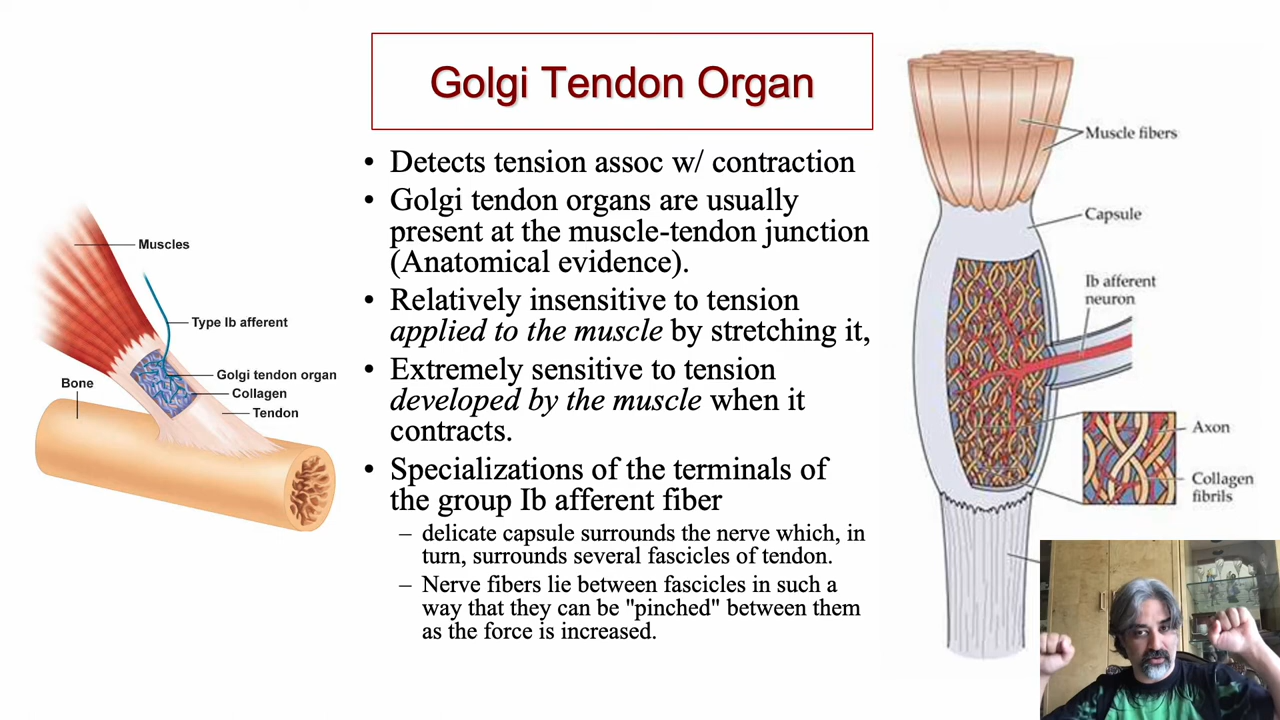 Golgi Tendon Organ
• Detects tension assoc w/ contraction
• Golgi tendon organs are usually
present at the muscle-tendon junction
(Anatomical evidence).
• Relatively insensitive to tension
applied to the muscle by stretching it,
• Extremely sensitive to tension
developed by the muscle when it
contracts.
• Specializations of the terminals of
the group Ib afferent fiber
– delicate capsule surrounds the nerve which, in
turn, surrounds several fascicles of tendon.
– Nerve fibers lie between fascicles in such a
way that they can be "pinched" between them
as the force is increased.
Muscles
Type Ib afferent
Golgi tendon organ
Bone
Collagen
Tendon
Muscle fibers
Capsule
Ib afferent
neuron
Axon
Collagen
fibrils